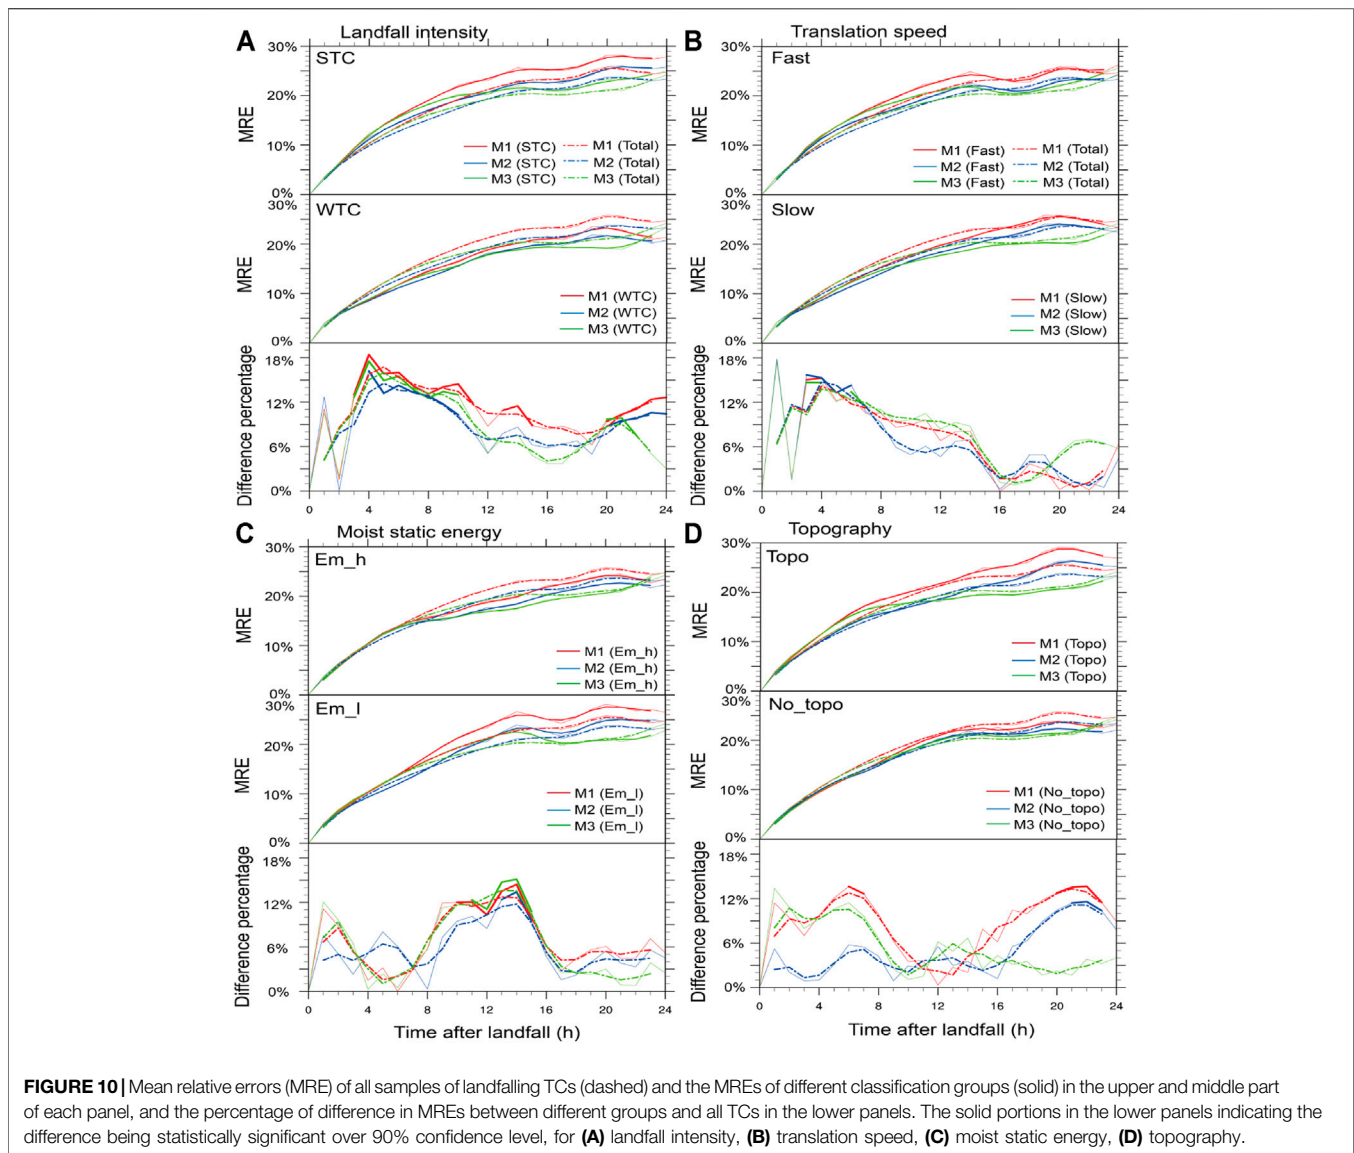 A
Landfall intensity
30%
STC
20%
MRE
10%
0%
M1 (STC) M1 (Total)
M2 (STC) M2 (Total)
M3 (STC) M3 (Total)
30%
WTC
20%
MRE
10%
0%
M1 (WTC)
M2 (WTC)
M3 (WTC)
Difference percentage
18%
12%
6%
0%
0 4 8 12 16 20 24
B
Translation speed
30%
Fast
20%
MRE
10%
0%
M1 (Fast) M1 (Total)
M2 (Fast) M2 (Total)
M3 (Fast) M3 (Total)
30%
Slow
20%
MRE
10%
0%
M1 (Slow)
M2 (Slow)
M3 (Slow)
Difference percentage
18%
12%
6%
0%
0 4 8 12 16 20 24
C
Moist static energy
30%
Em_h
20%
MRE
10%
0%
M1 (Em_h)
M2 (Em_h)
M3 (Em_h)
30%
Em_l
20%
MRE
10%
0%
M1 (Em_l)
M2 (Em_l)
M3 (Em_l)
Difference percentage
18%
12%
6%
0%
0 4 8 12 16 20 24
Time after landfall (h)
D
Topography
30%
Topo
20%
MRE
10%
0%
M1 (Topo)
M2 (Topo)
M3 (Topo)
30%
No_topo
20%
MRE
10%
0%
M1 (No_topo)
M2 (No_topo)
M3 (No_topo)
Difference percentage
18%
12%
6%
0%
0 4 8 12 16 20 24
Time after landfall (h)
FIGURE 10 | Mean relative errors (MRE) of all samples of landfalling TCs (dashed) and the MREs of different classification groups (solid) in the upper and middle part
of each panel, and the percentage of difference in MREs between different groups and all TCs in the lower panels. The solid portions in the lower panels indicating the
difference being statistically significant over 90% confidence level, for (A) landfall intensity, (B) translation speed, (C) moist static energy, (D) topography.